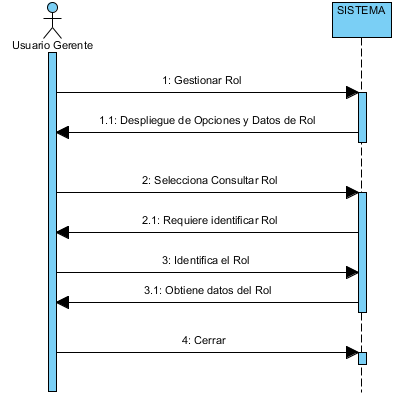 SISTEMA
Usuario Gerente
1: Gestionar Rol
1.1: Despliegue de Opciones y Datos de Rol
2: Selecciona Consultar Rol
2.1: Requiere identificar Rol
3: Identifica el Rol
3.1: Obtiene datos del Rol
4: Cerrar